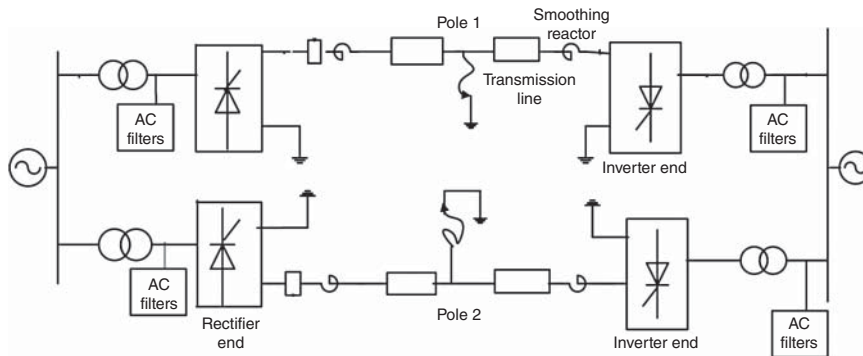 Pole 1
Smoothing
reactor
Transmission
line
AC
filters
AC
filters
Inverter end
AC
filters
Rectifier
end
Pole 2
Inverter end
AC
filters